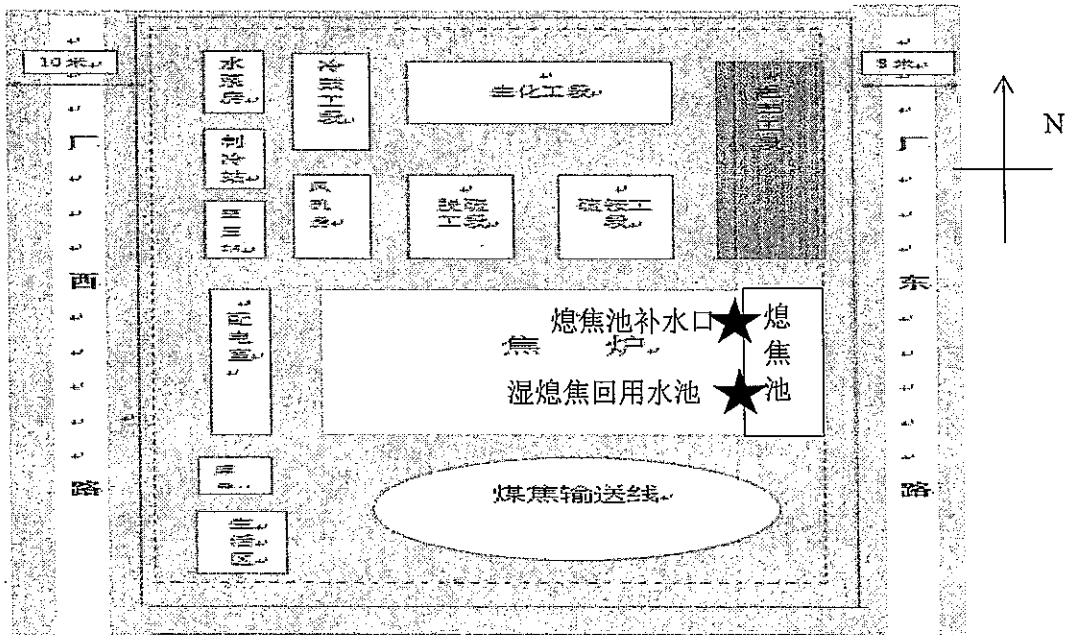 10米
8米
水泵房
冷鼓工段
生化工段
制冷站
N
厂西路
厂东路
脱硫工段
硫铵工段
配电室
熄焦池补水口
熄焦池
焦 炉
湿熄焦回用水池
煤焦输送线
生活区